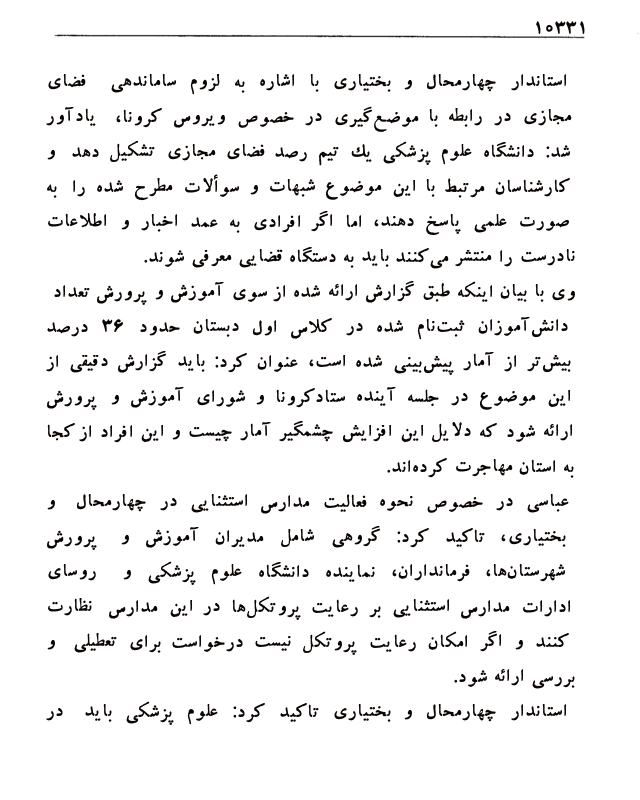 ۱۰۳۳۱
استاندار چهارمحال و بختیاری با اشاره به لزوم ساماندهی فضای
مجازی در رابطه با موضع‌گیری در خصوص ویروس کرونا، یادآور
شد: دانشگاه علوم پزشکی یك تیم رصد فضای مجازی تشکیل دهد و
کارشناسان مرتبط با این موضوع شبهات و سوألات مطرح شده را به
صورت علمی پاسخ دهند، اما اگر افرادی به عمد اخبار و اطلاعات
نادرست را منتشر می‌کنند باید به دستگاه قضایی معرفی شوند.
وی با بیان اینکه طبق گزارش ارائه شده از سوی آموزش و پرورش تعداد
دانش‌آموزان ثبت‌نام شده در کلاس اول دبستان حدود ۳۶ درصد
بیش‌تر از آمار پیش‌بینی شده است، عنوان کرد: باید گزارش دقیقی از
این موضوع در جلسه آینده ستادکرونا و شورای آموزش و پرورش
ارائه شود که دلایل این افزایش چشمگیر آمار چیست و این افراد از کجا
به استان مهاجرت کرده‌اند.
عباسی در خصوص نحوه فعالیت مدارس استثنایی در چهارمحال و
بختیاری، تاکید کرد: گروهی شامل مدیران آموزش و پرورش
شهرستان‌ها، فرمانداران، نماینده دانشگاه علوم پزشکی و روسای
ادارات مدارس استثنایی بر رعایت پروتکل‌ها در این مدارس نظارت
کنند و اگر امکان رعایت پروتکل نیست درخواست برای تعطیلی و
بررسی ارائه شود.
استاندار چهارمحال و بختیاری تاکید کرد: علوم پزشکی باید در